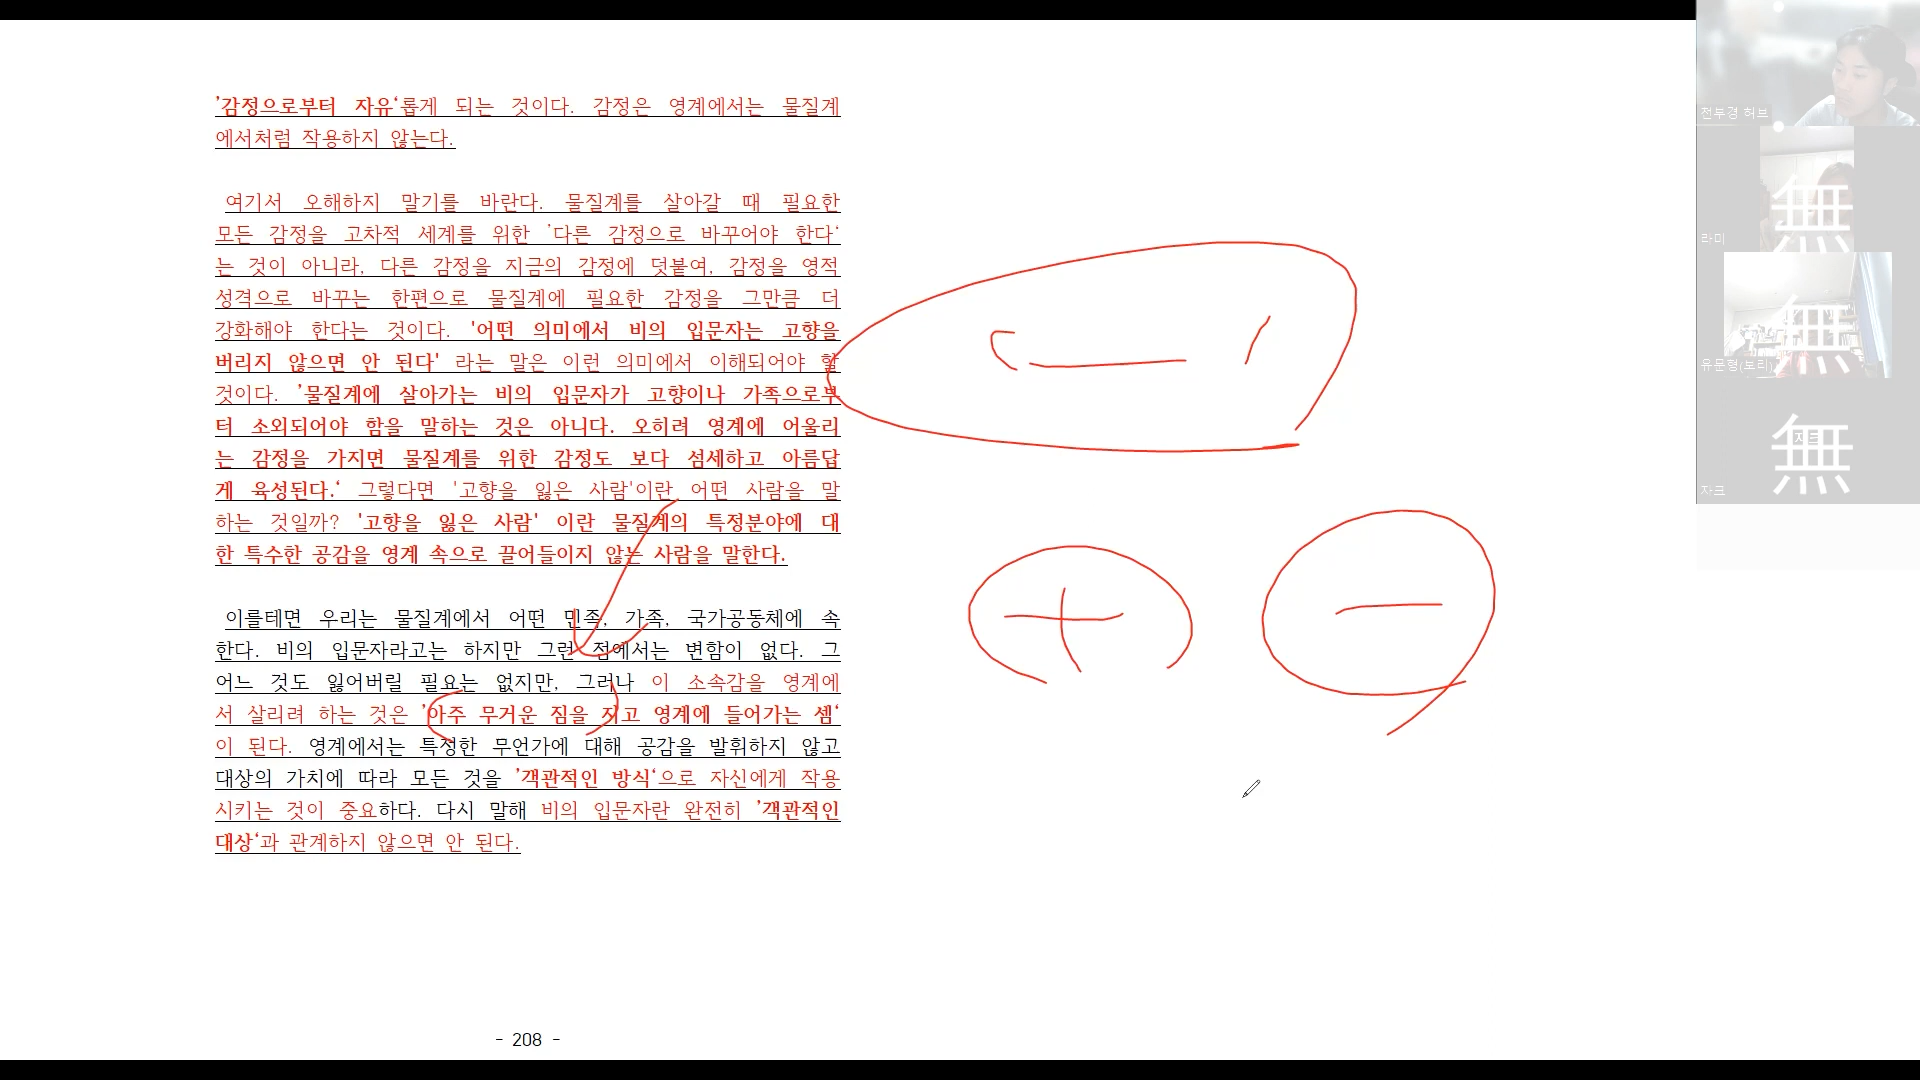 ’감정으로부터 자유‘롭게 되는 것이다. 감정은 영계에서는 물질계
에서처럼 작용하지 않는다.
여기서 오해하지 말기를 바란다. 물질계를 살아갈 때 필요한
모든 감정을 고차적 세계를 위한 ’다른 감정으로 바꾸어야 한다‘
는 것이 아니라, 다른 감정을 지금의 감정에 덧붙여, 감정을 영적
성격으로 바꾸는 한편으로 물질계에 필요한 감정을 그만큼 더
강화해야 한다는 것이다. '어떤 의미에서 비의 입문자는 고향을
버리지 않으면 안 된다' 라는 말은 이런 의미에서 이해되어야 할
것이다. ’물질계에 살아가는 비의 입문자가 고향이나 가족으로부
터 소외되어야 함을 말하는 것은 아니다. 오히려 영계에 어울리
는 감정을 가지면 물질계를 위한 감정도 보다 섬세하고 아름답
게 육성된다.‘ 그렇다면 '고향을 잃은 사람'이란 어떤 사람을 말
하는 것일까? '고향을 잃은 사람' 이란 물질계의 특정분야에 대
한 특수한 공감을 영계 속으로 끌어들이지 않는 사람을 말한다.
이를테면 우리는 물질계에서 어떤 민족, 가족, 국가공동체에 속
한다. 비의 입문자라고는 하지만 그런 점에서는 변함이 없다. 그
어느 것도 잃어버릴 필요는 없지만, 그러나 이 소속감을 영계에
서 살리려 하는 것은 ’아주 무거운 짐을 지고 영계에 들어가는 셈‘
이 된다. 영계에서는 특정한 무언가에 대해 공감을 발휘하지 않고
대상의 가치에 따라 모든 것을 ’객관적인 방식‘으로 자신에게 작용
시키는 것이 중요하다. 다시 말해 비의 입문자란 완전히 ’객관적인
대상‘과 관계하지 않으면 안 된다.
- 208 -
+ -
전투경 허브
無
라미
無
유문형(보리)
無
자크